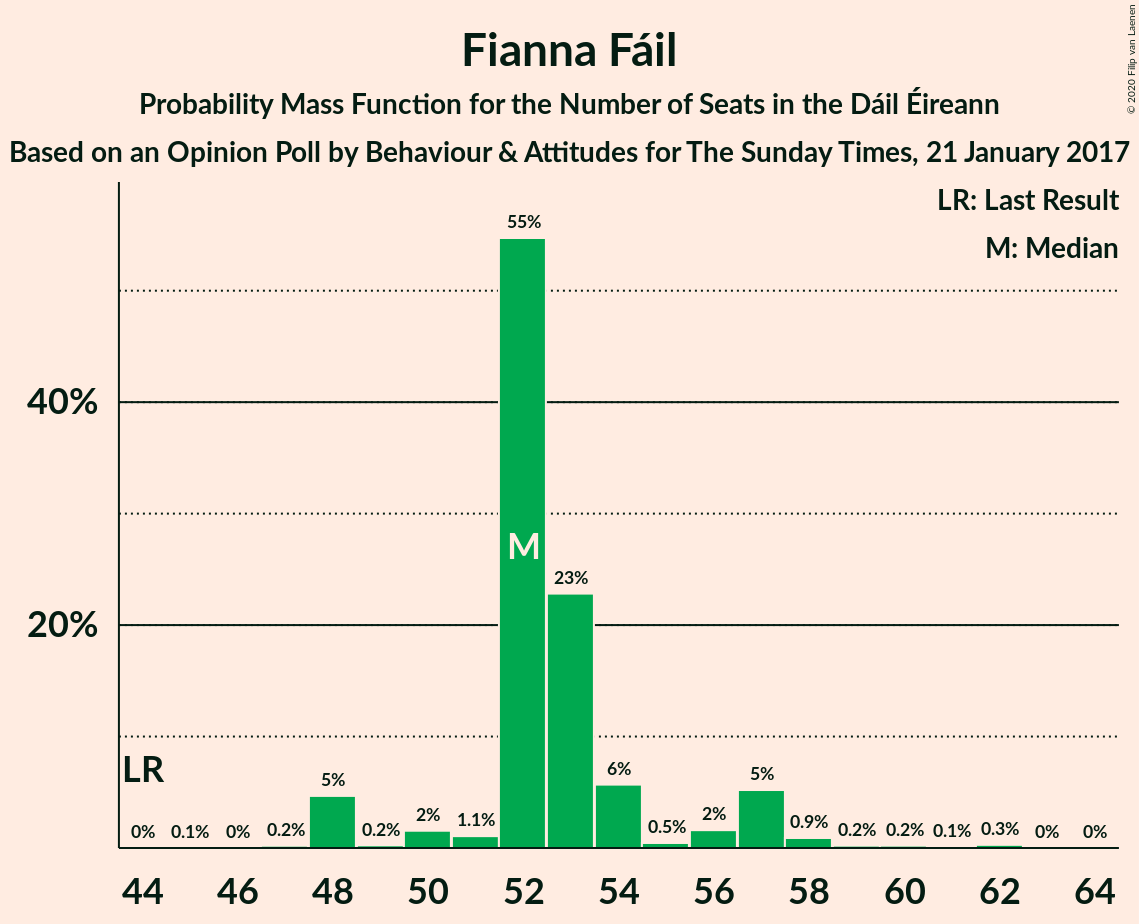 Fianna Fáil
Probability Mass Function for the Number of Seats in the Dáil Éireann
Based on an Opinion Poll by Behaviour & Attitudes for The Sunday Times, 21 January 2017
© 2020 Filip van Laenen
LR: Last Result
M: Median
55%
40%
M
23%
20%
LR
0% 0.1% 0% 0.2% 5% 0.2% 2% 1.1% 6% 0.5% 2% 5% 0.9% 0.2% 0.2% 0.1% 0.3% 0% 0%
44 46 48 50 52 54 56 58 60 62 64